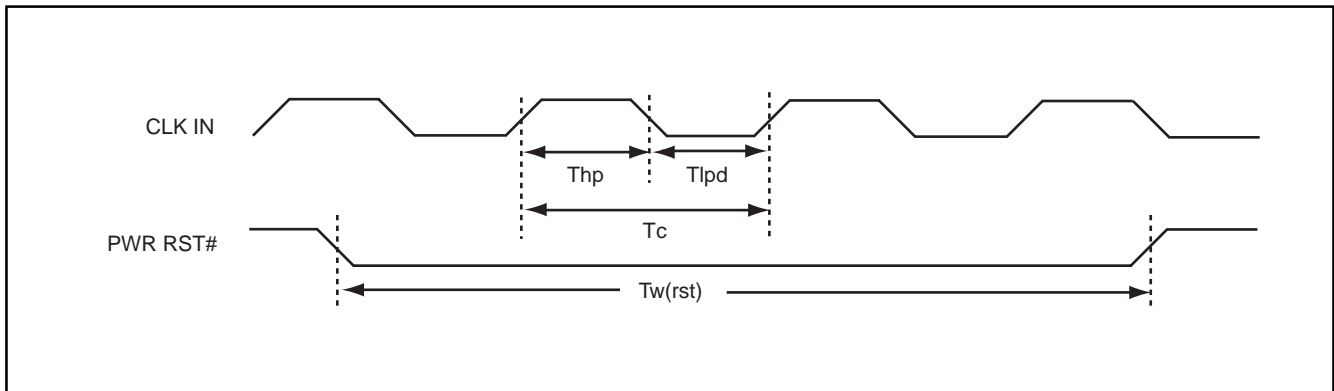 CLK IN
Thp
Tlpd
Tc
PWR RST#
Tw(rst)